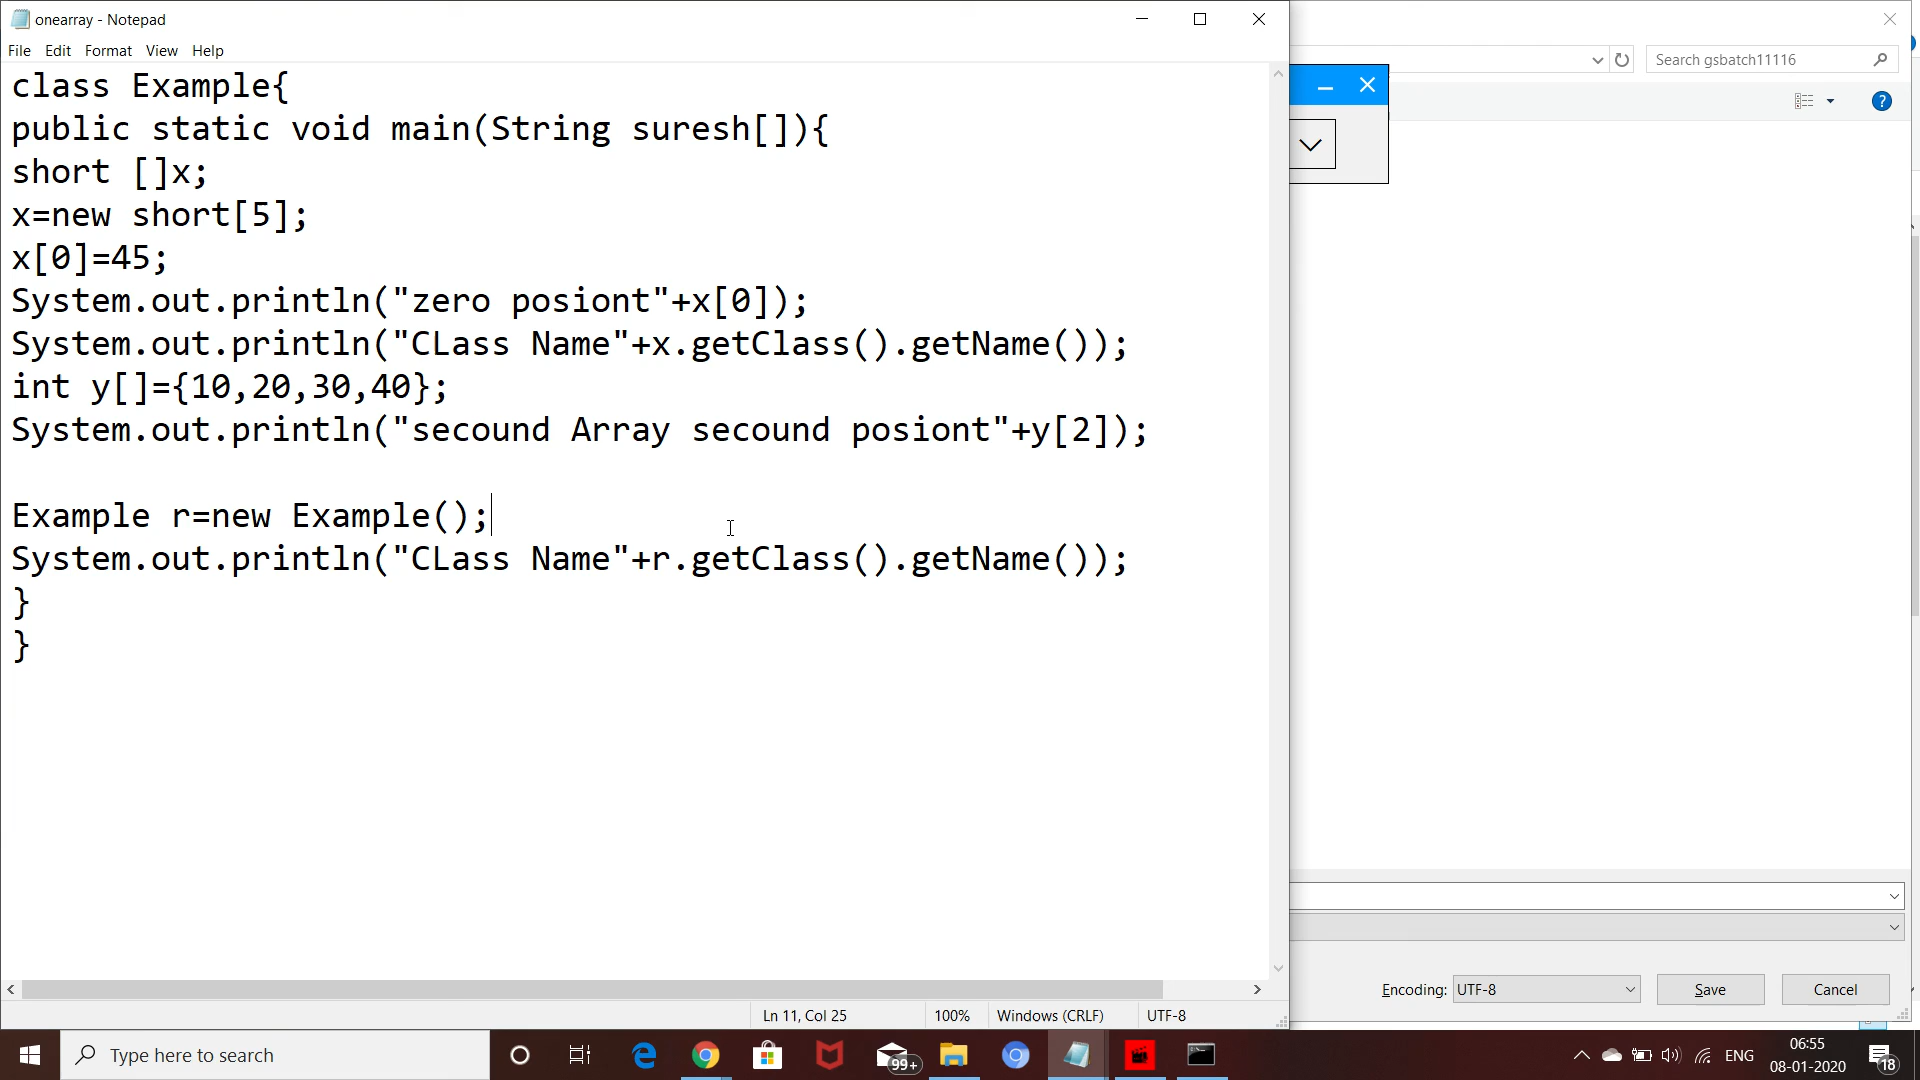 onearray - Notepad
File Edit Format View Help
class Example{
public static void main(String suresh[]){
short []x;
x=new short[5];
x[0]=45;
System.out.println("zero posiont"+x[0]);
System.out.println("CLass Name"+x.getClass().getName());
int y[]={10,20,30,40};
System.out.println("secound Array secound posiont"+y[2]);
Example r=new Example();
System.out.println("CLass Name"+r.getClass().getName());
}
}
Search gsbatch11116
Encoding: UTF-8 Save Cancel
Ln 11, Col 25 100% Windows (CRLF) UTF-8
Type here to search
99+
ENG
06:55
08-01-2020
18